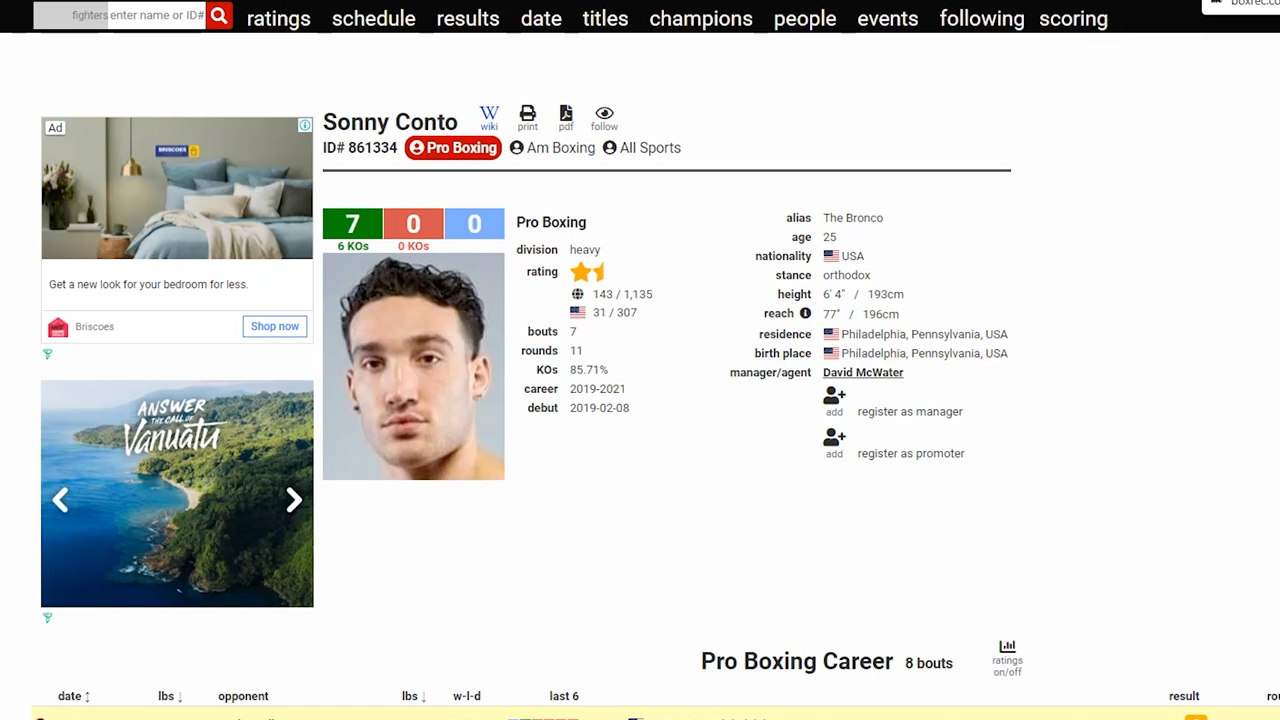 boxrec.co
fighters enter name or ID#
ratings schedule results date titles champions people events following scoring
Ad
BRISCOES
Get a new look for your bedroom for less.
Briscoes
Shop now
ANSWER
THE CALL OF
Vanuatu
Sonny Conto
wiki print pdf follow
ID# 861334 Pro Boxing Am Boxing All Sports
7 0 0
6 KOs 0 KOs
Pro Boxing
division heavy
rating
143 / 1,135
31 / 307
bouts 7
rounds 11
KOs 85.71%
career 2019-2021
debut 2019-02-08
alias The Bronco
age 25
nationality USA
stance orthodox
height 6' 4" / 193cm
reach 77" / 196cm
residence Philadelphia, Pennsylvania, USA
birth place Philadelphia, Pennsylvania, USA
manager/agent David McWater
add register as manager
add register as promoter
Pro Boxing Career 8 bouts
ratings
on/off
date lbs opponent lbs w-l-d last 6 result rou